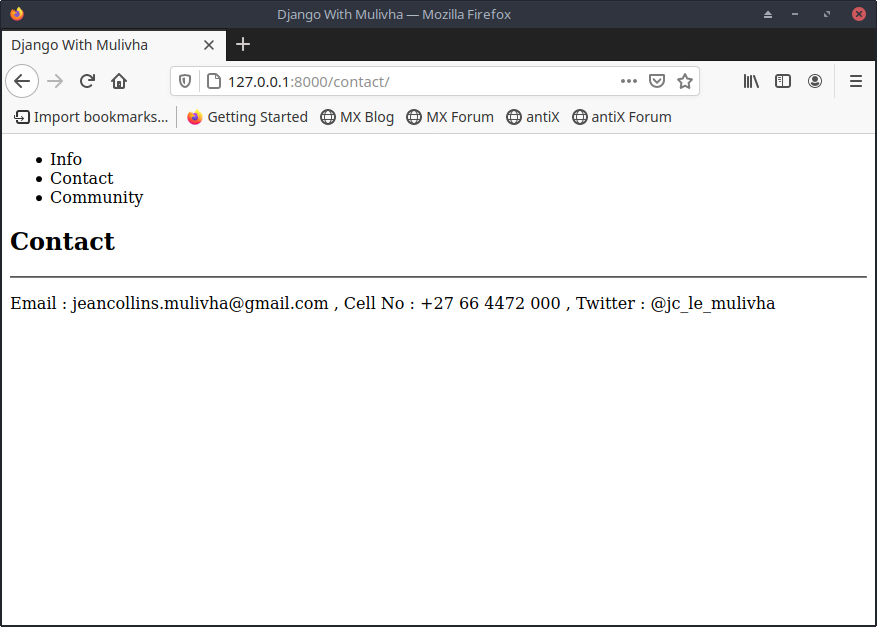 Django With Mulivha — Mozilla Firefox
Django With Mulivha
127.0.0.1:8000/contact/
Import bookmarks... Getting Started MX Blog MX Forum antiX antiX Forum
Info
Contact
Community
Contact
Email : jeancollins.mulivha@gmail.com , Cell No : +27 66 4472 000 , Twitter : @jc_le_mulivha